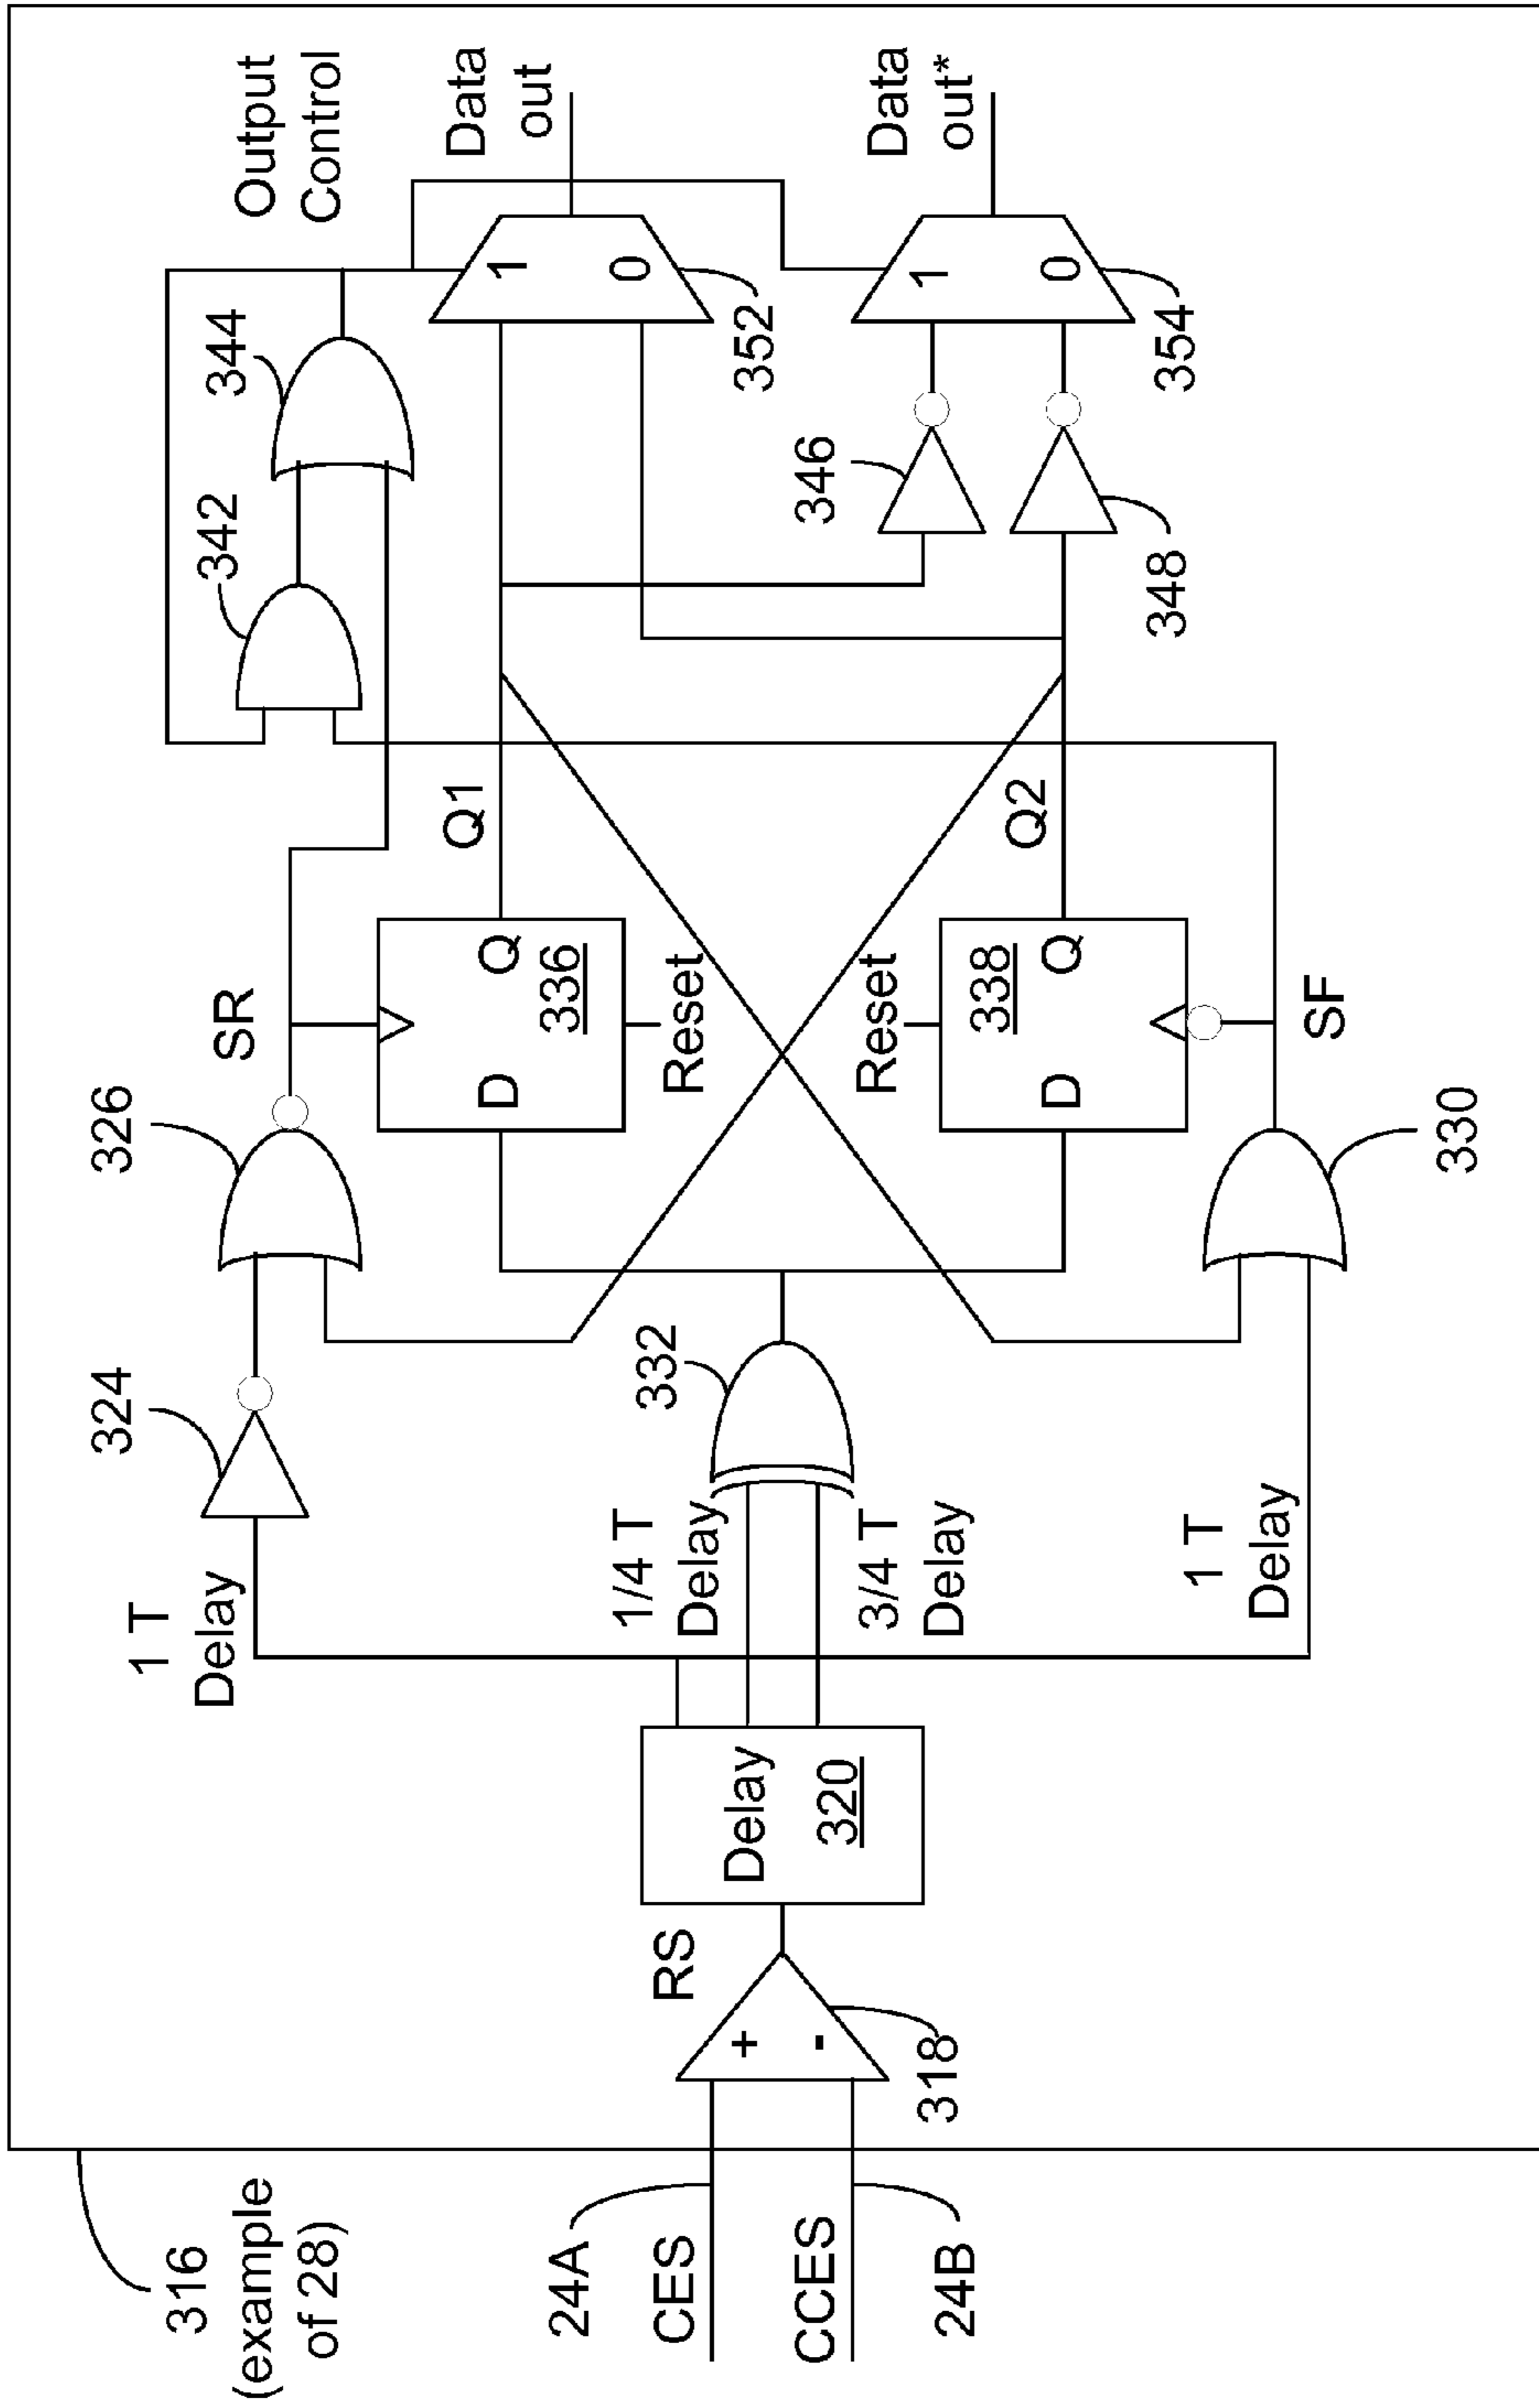 316
(example
of 28)
24A
CES
CCES
24B
RS
+
-
318
Delay
320
1 T
Delay
1/4 T
Delay
3/4 T
Delay
1 T
Delay
324
326
332
330
SR
D
Q
336
Reset
Reset
D
Q
338
SF
Q1
Q2
342
344
346
348
Output
Control
1
0
352
1
0
354
Data
out
Data
out*